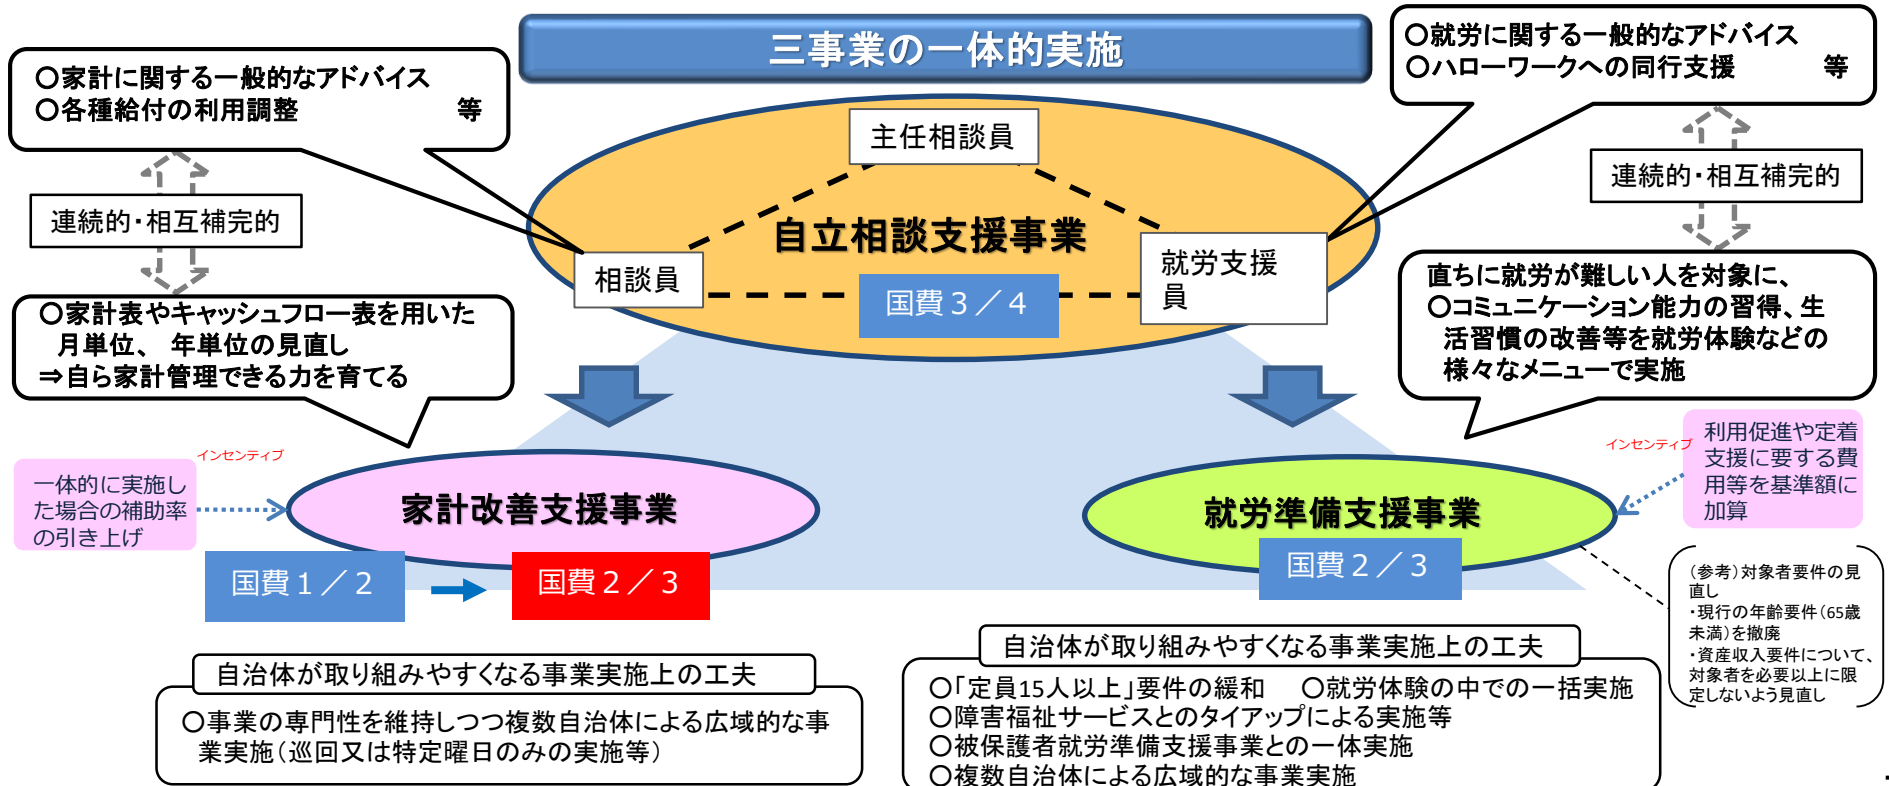 三事業の一体的実施
○家計に関する一般的なアドバイス
○各種給付の利用調整 等
○就労に関する一般的なアドバイス
○ハローワークへの同行支援 等
主任相談員
自立相談支援事業
相談員
就労支援
員
国費３／４
連続的・相互補完的
連続的・相互補完的
○家計表やキャッシュフロー表を用いた
月単位、 年単位の見直し
⇒自ら家計管理できる力を育てる
直ちに就労が難しい人を対象に、
○コミュニケーション能力の習得、生
活習慣の改善等を就労体験などの
様々なメニューで実施
インセンティブ
一体的に実施し
た場合の補助率
の引き上げ
家計改善支援事業
国費１／２
国費２／３
インセンティブ
利用促進や定着
支援に要する費
用等を基準額に
加算
就労準備支援事業
国費２／３
（参考）対象者要件の見
直し
・現行の年齢要件（65歳
未満）を撤廃
・資産収入要件について、
対象者を必要以上に限
定しないよう見直し
自治体が取り組みやすくなる事業実施上の工夫
○事業の専門性を維持しつつ複数自治体による広域的な事
業実施（巡回又は特定曜日のみの実施等）
自治体が取り組みやすくなる事業実施上の工夫
○「定員15人以上」要件の緩和 ○就労体験の中での一括実施
○障害福祉サービスとのタイアップによる実施等
○被保護者就労準備支援事業との一体実施
○複数自治体による広域的な事業実施